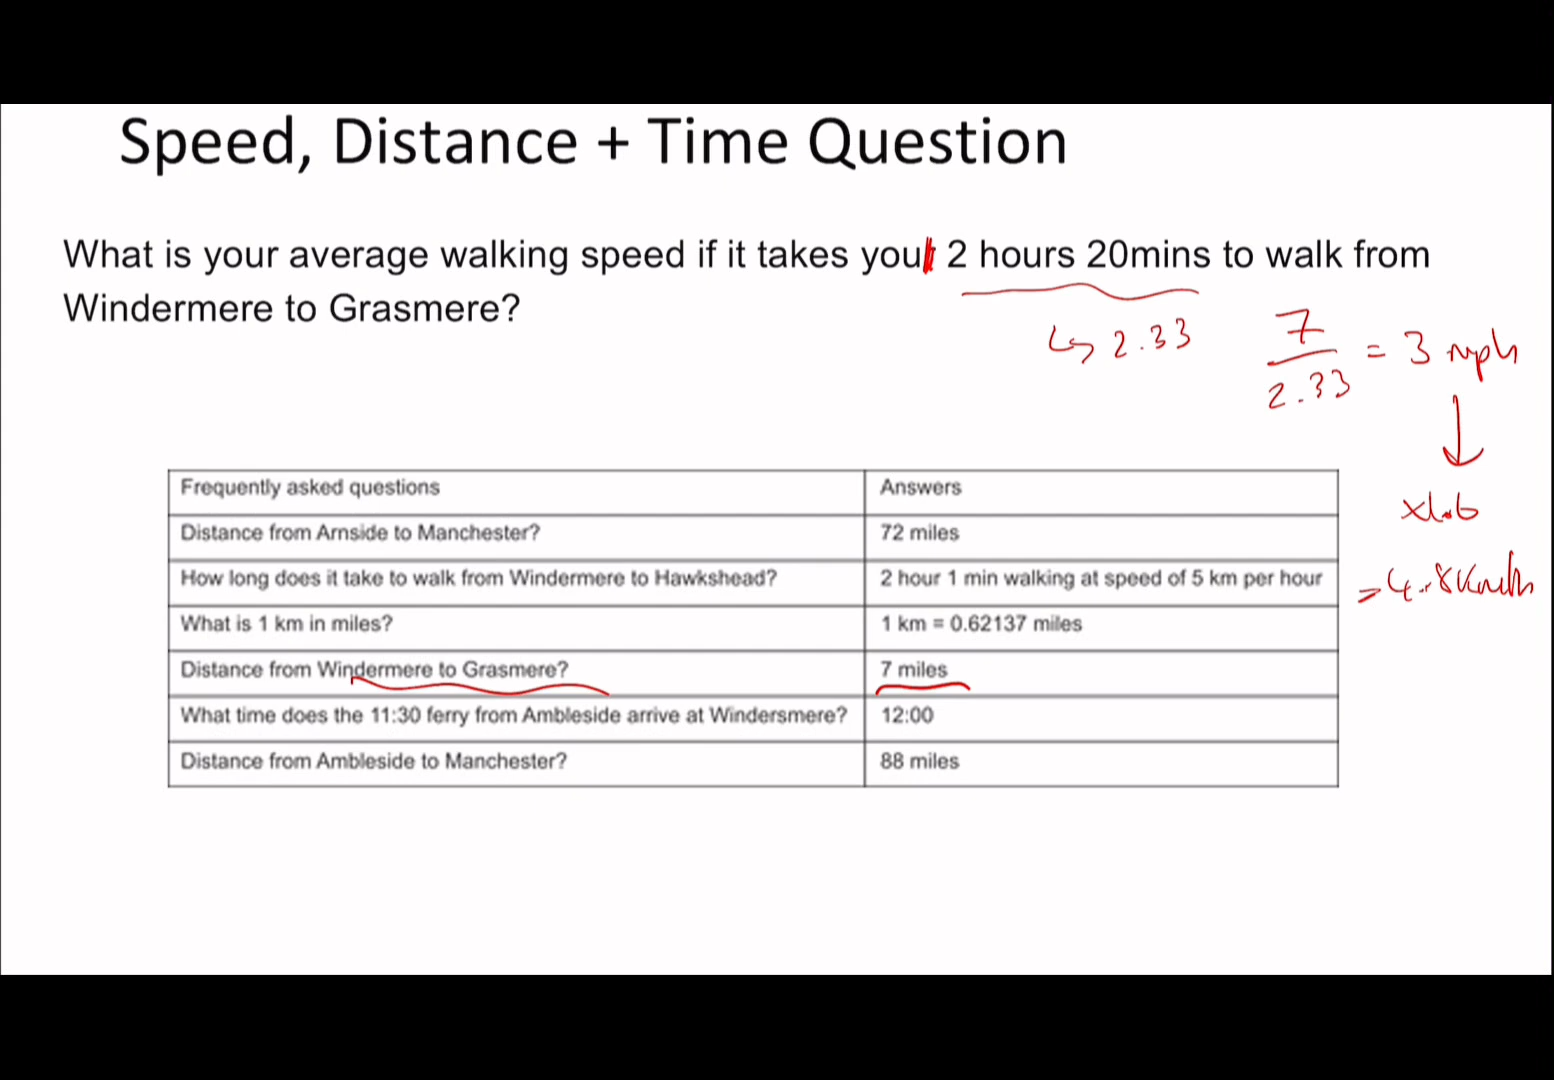 Speed, Distance + Time Question
What is your average walking speed if it takes you 2 hours 20mins to walk from
Windermere to Grasmere?
↳ 2.33
7
2.33
= 3 mph
↓
x1.6
= 4.8 Km/h
Frequently asked questions Answers
Distance from Arnside to Manchester? 72 miles
How long does it take to walk from Windermere to Hawkshead? 2 hour 1 min walking at speed of 5 km per hour
What is 1 km in miles? 1 km = 0.62137 miles
Distance from Windermere to Grasmere? 7 miles
What time does the 11:30 ferry from Ambleside arrive at Windersmere? 12:00
Distance from Ambleside to Manchester? 88 miles